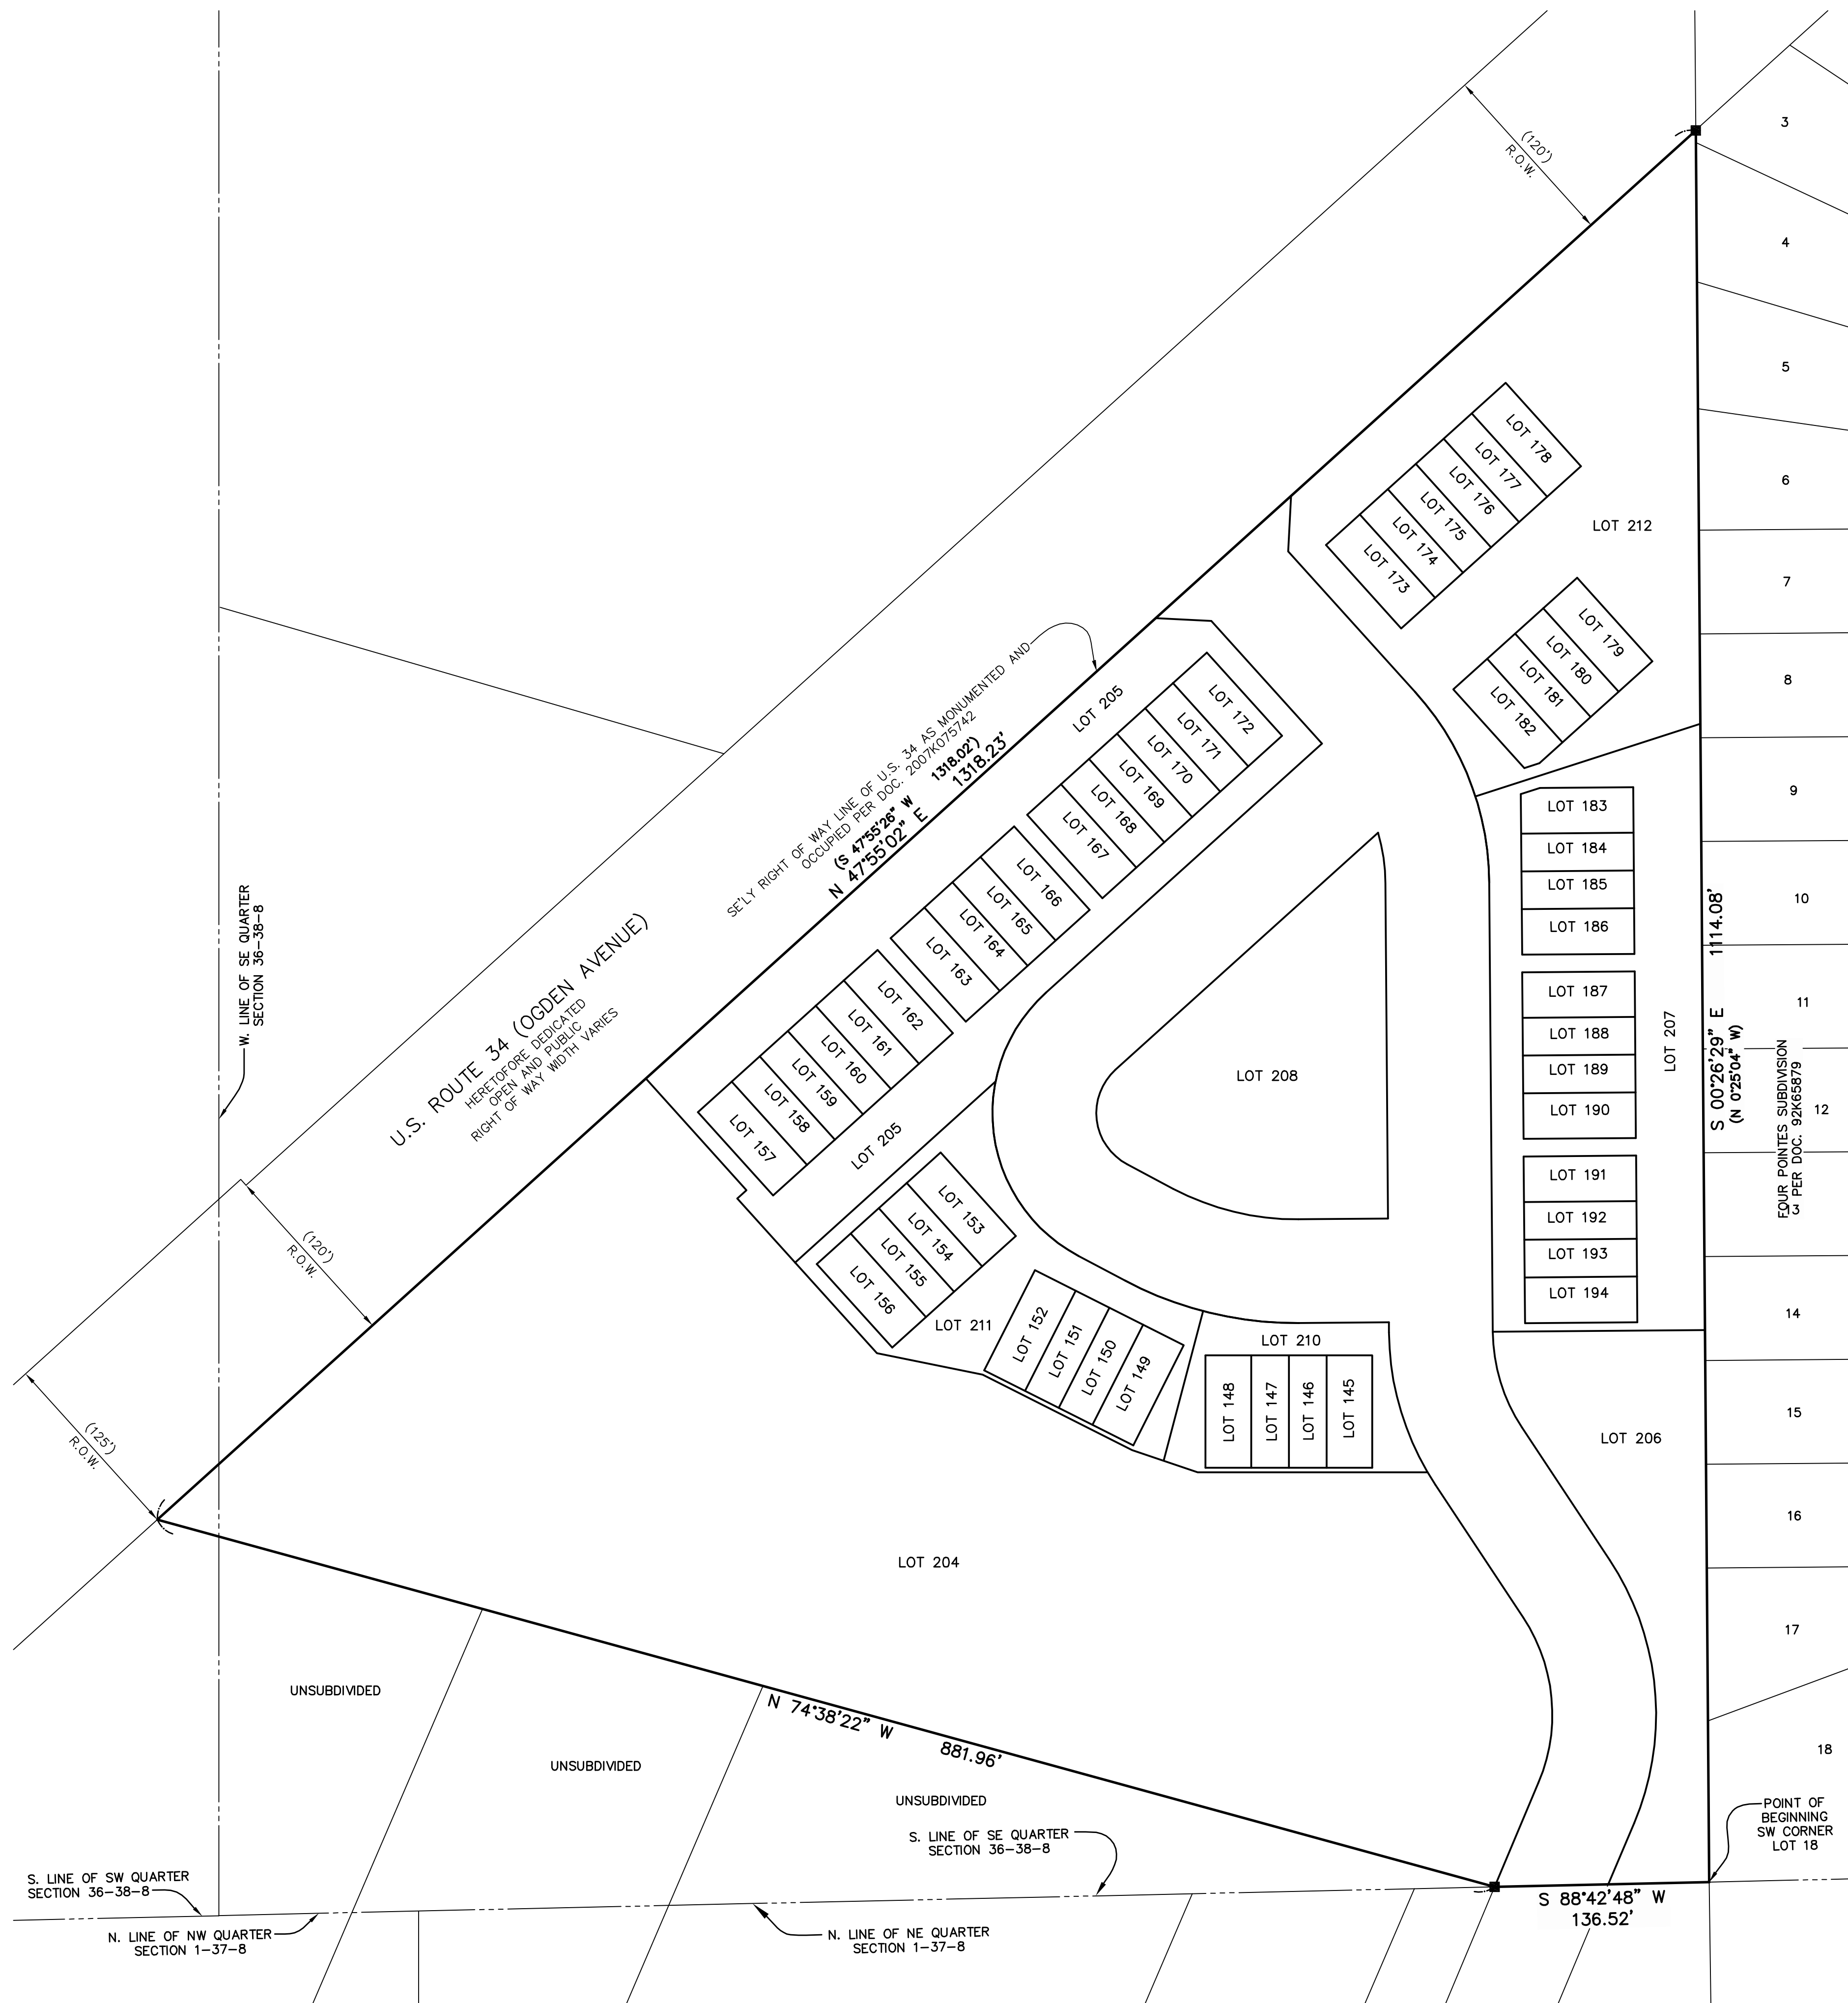 (120')
R.O.W.
3
4
5
6
7
8
9
10
11
12
13
14
15
16
17
18
FOUR POINTES SUBDIVISION
PER DOC. 92K65879
LOT 178
LOT 177
LOT 176
LOT 175
LOT 174
LOT 173
LOT 212
LOT 179
LOT 180
LOT 181
LOT 182
SE'LY RIGHT OF WAY LINE OF U.S. 34 AS MONUMENTED AND
OCCUPIED PER DOC. 2007K075742
(S 47°55'26" W 1318.02')
N 47°55'02" E 1318.23'
LOT 205
LOT 172
LOT 171
LOT 170
LOT 169
LOT 168
LOT 167
LOT 166
LOT 165
LOT 164
LOT 163
LOT 162
LOT 161
LOT 160
LOT 159
LOT 158
LOT 157
LOT 205
LOT 183
LOT 184
LOT 185
LOT 186
LOT 187
LOT 188
LOT 189
LOT 190
LOT 191
LOT 192
LOT 193
LOT 194
LOT 207
S 00°26'29" E 1114.08'
(N 0°25'04" W)
W. LINE OF SE QUARTER
SECTION 36-38-8
U.S. ROUTE 34 (OGDEN AVENUE)
HERETOFORE DEDICATED
OPEN AND PUBLIC
RIGHT OF WAY WIDTH VARIES
LOT 208
LOT 153
LOT 154
LOT 155
LOT 156
LOT 211
LOT 152
LOT 151
LOT 150
LOT 149
LOT 210
LOT 148
LOT 147
LOT 146
LOT 145
LOT 206
(120')
R.O.W.
(125')
R.O.W.
LOT 204
UNSUBDIVIDED
UNSUBDIVIDED
UNSUBDIVIDED
N 74°38'22" W 881.96'
S. LINE OF SE QUARTER
SECTION 36-38-8
POINT OF
BEGINNING
SW CORNER
LOT 18
S. LINE OF SW QUARTER
SECTION 36-38-8
N. LINE OF NW QUARTER
SECTION 1-37-8
N. LINE OF NE QUARTER
SECTION 1-37-8
S 88°42'48" W
136.52'